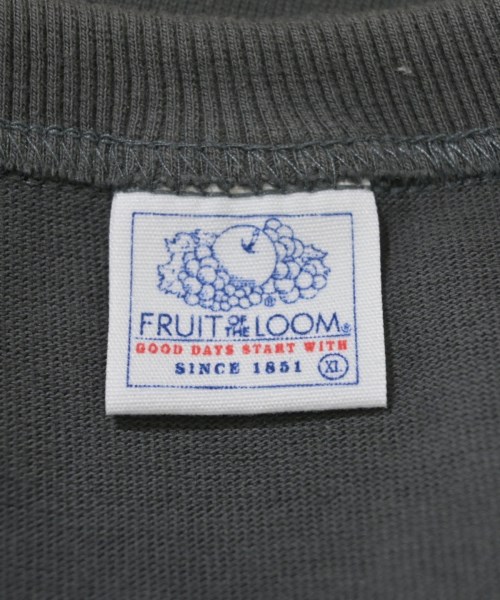 ®
FRUIT OF THE LOOM®
GOOD DAYS START WITH
SINCE 1851 XL